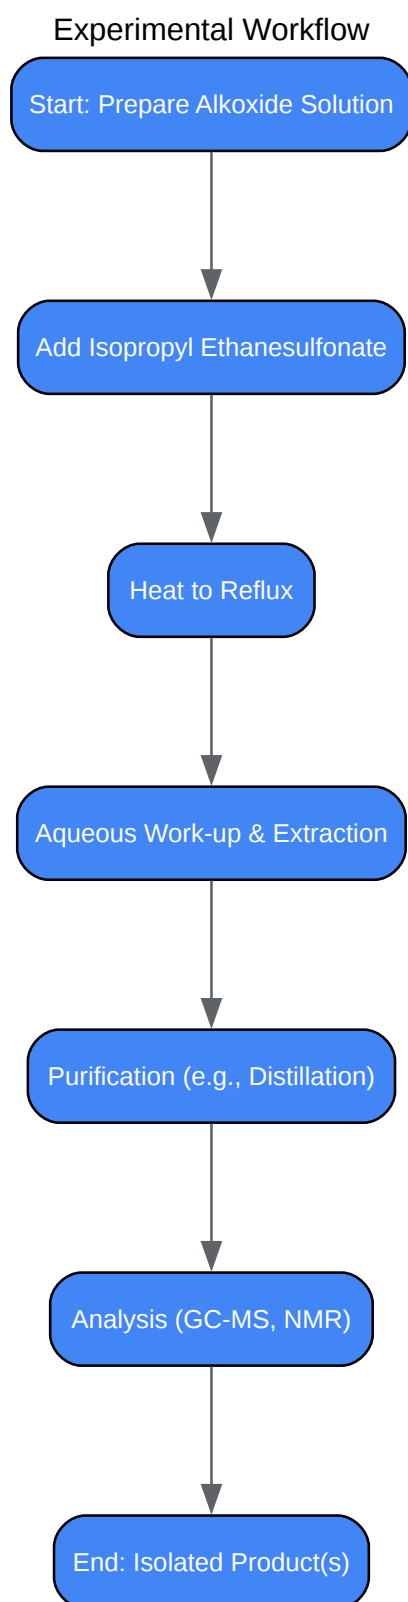 Experimental Workflow
Start: Prepare Alkoxide Solution
Add Isopropyl Ethanesulfonate
Heat to Reflux
Aqueous Work-up & Extraction
Purification (e.g., Distillation)
Analysis (GC-MS, NMR)
End: Isolated Product(s)